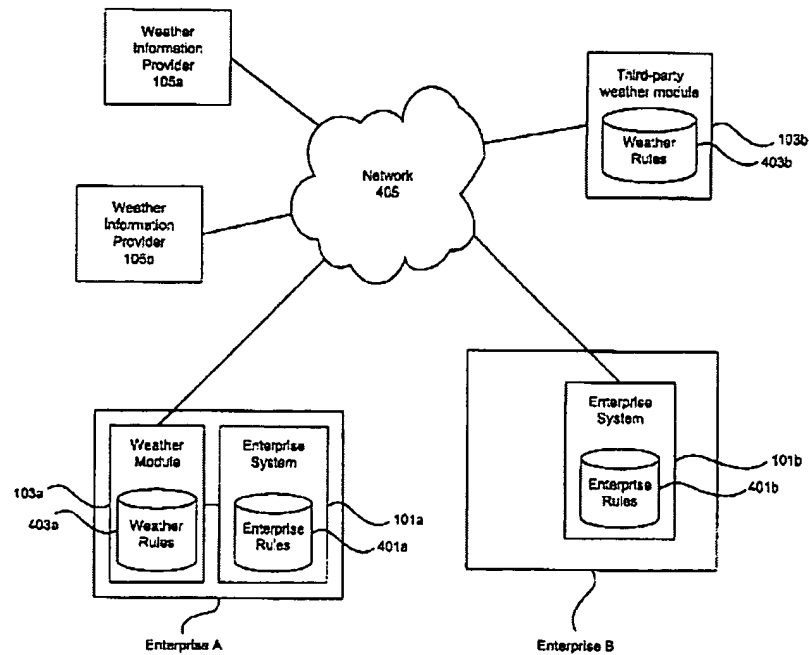 Weather
Information
Provider
105a
Third-party
weather module
Weather
Rules
103b
403b
Network
405
Weather
Information
Provider
105a
Enterprise
System
Enterprise
Rules
101b
401b
Weather
Module
Enterprise
System
103a
403a
Weather
Rules
Enterprise
Rules
101a
401a
Enterprise A
Enterprise B